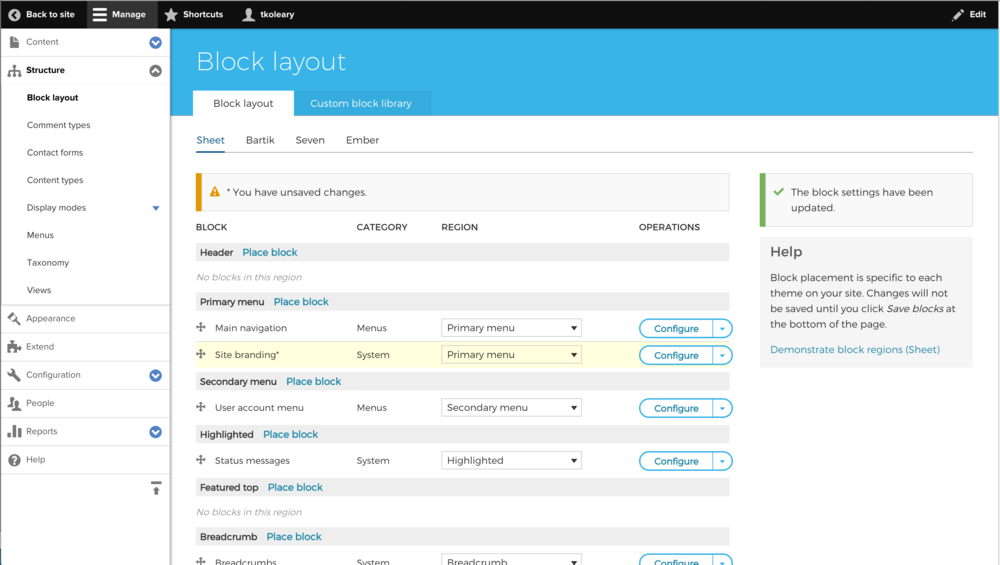 Back to site Manage Shortcuts tkoleary Edit
Content
Structure
Block layout
Comment types
Contact forms
Content types
Display modes
Menus
Taxonomy
Views
Appearance
Extend
Configuration
People
Reports
Help
Block layout
Block layout Custom block library
Sheet Bartik Seven Ember
* You have unsaved changes.
BLOCK CATEGORY REGION OPERATIONS
Header Place block
No blocks in this region
Primary menu Place block
Main navigation Menus Primary menu Configure
Site branding* System Primary menu Configure
Secondary menu Place block
User account menu Menus Secondary menu Configure
Highlighted Place block
Status messages System Highlighted Configure
Featured top Place block
No blocks in this region
Breadcrumb Place block
Breadcrumbs System Breadcrumb Configure
The block settings have been
updated.
Help
Block placement is specific to each
theme on your site. Changes will not
be saved until you click Save blocks at
the bottom of the page.
Demonstrate block regions (Sheet)